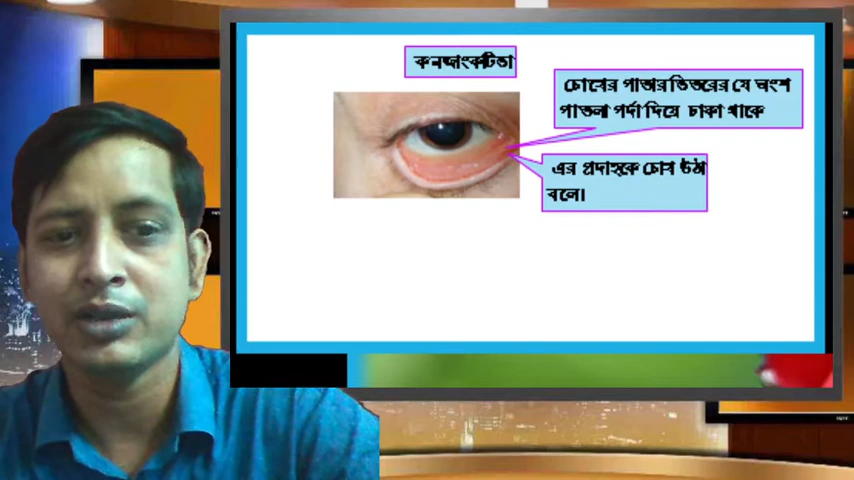 কনজাংকটিভা
চোখের পাতার ভিতরের যে অংশ
পাতলা পর্দা দিয়ে ঢাকা থাকে
এর প্রদাহকে চোখ উঠা
বলে।